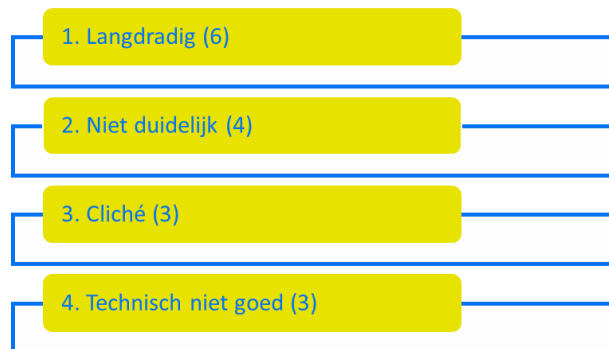 1. Langdradig (6)
2. Niet duidelijk (4)
3. Cliché (3)
4. Technisch niet goed (3)